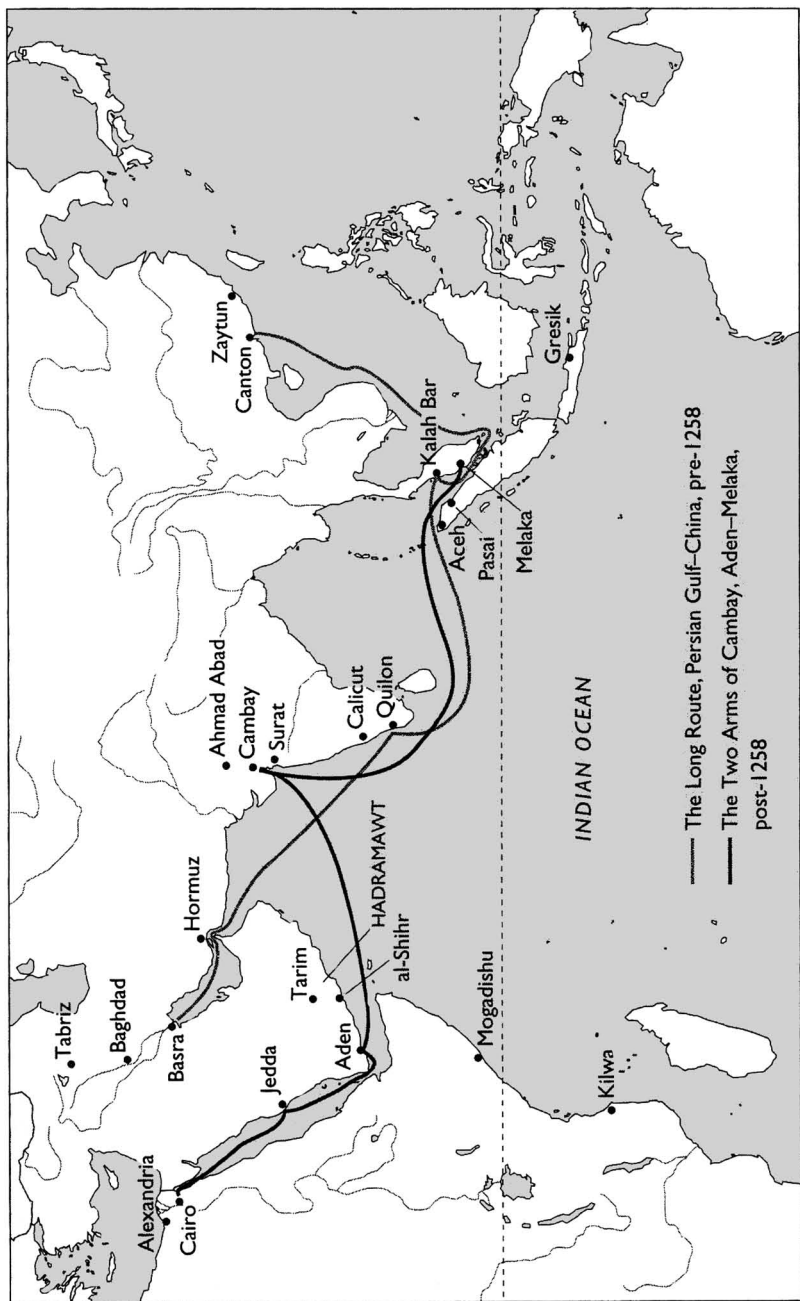 Alexandria
Cairo
Tabriz
Baghdad
Basra
Jedda
Aden
Tarim
HADRAMAWT
al-Shihr
Hormuz
Mogadishu
Kilwa
Ahmad Abad
Cambay
Surat
Calicut
Quilon
INDIAN OCEAN
Zaytun
Canton
Kalah Bar
Aceh
Pasai
Melaka
Gresik
The Long Route, Persian Gulf–China, pre-1258
The Two Arms of Cambay, Aden–Melaka,
post-1258